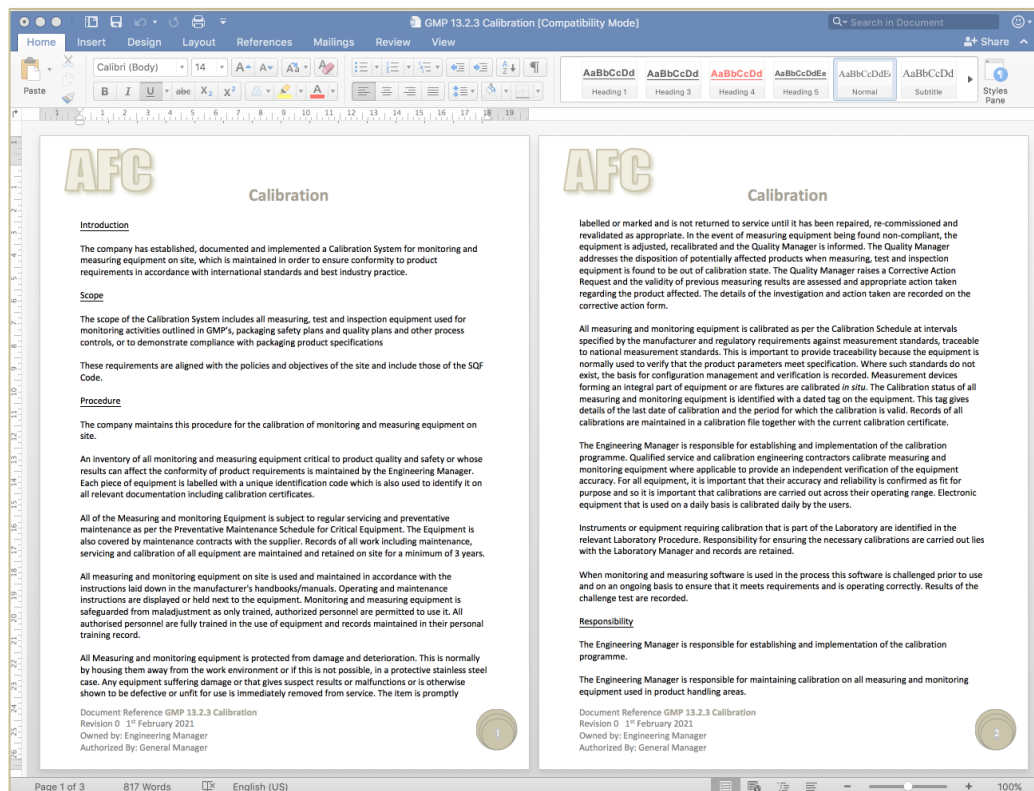 GMP 13.2.3 Calibration [Compatibility Mode]
Search in Document
Home Insert Design Layout References Mailings Review View
Share
Paste
Calibri (Body) 14
B I U abc X2 X2
AaBbCcDd AaBbCcDd AaBbCcDd AaBbCcDdEe AaBbCcDdEe AaBbCcDd
Heading 1 Heading 3 Heading 4 Heading 5 Normal Subtitle
Styles
Pane
1 1 2 3 4 5 6 7 8 9 10 11 12 13 14 15 16 17 18 19
AFC
Calibration
Introduction
The company has established, documented and implemented a Calibration System for monitoring and
measuring equipment on site, which is maintained in order to ensure conformity to product
requirements in accordance with international standards and best industry practice.
Scope
The scope of the Calibration System includes all measuring, test and inspection equipment used for
monitoring activities outlined in GMP's, packaging safety plans and quality plans and other process
controls, or to demonstrate compliance with packaging product specifications
These requirements are aligned with the policies and objectives of the site and include those of the SQF
Code.
Procedure
The company maintains this procedure for the calibration of monitoring and measuring equipment on
site.
An inventory of all monitoring and measuring equipment critical to product quality and safety or whose
results can affect the conformity of product requirements is maintained by the Engineering Manager.
Each piece of equipment is labelled with a unique identification code which is also used to identify it on
all relevant documentation including calibration certificates.
All of the Measuring and monitoring Equipment is subject to regular servicing and preventative
maintenance as per the Preventative Maintenance Schedule for Critical Equipment. The Equipment is
also covered by maintenance contracts with the supplier. Records of all work including maintenance,
servicing and calibration of all equipment are maintained and retained on site for a minimum of 3 years.
All measuring and monitoring equipment on site is used and maintained in accordance with the
instructions laid down in the manufacturer's handbooks/manuals. Operating and maintenance
instructions are displayed or held next to the equipment. Monitoring and measuring equipment is
safeguarded from maladjustment as only trained, authorized personnel are permitted to use it. All
authorised personnel are fully trained in the use of equipment and records maintained in their personal
training record.
All Measuring and monitoring equipment is protected from damage and deterioration. This is normally
by housing them away from the work environment or if this is not possible, in a protective stainless steel
case. Any equipment suffering damage or that gives suspect results or malfunctions or is otherwise
shown to be defective or unfit for use is immediately removed from service. The item is promptly
Document Reference GMP 13.2.3 Calibration
Revision 0 1st February 2021
Owned by: Engineering Manager
Authorized By: General Manager
1
AFC
Calibration
labelled or marked and is not returned to service until it has been repaired, re-commissioned and
revalidated as appropriate. In the event of measuring equipment being found non-compliant, the
equipment is adjusted, recalibrated and the Quality Manager is informed. The Quality Manager
addresses the disposition of potentially affected products when measuring, test and inspection
equipment is found to be out of calibration state. The Quality Manager raises a Corrective Action
Request and the validity of previous measuring results are assessed and appropriate action taken
regarding the product affected. The details of the investigation and action taken are recorded on the
corrective action form.
All measuring and monitoring equipment is calibrated as per the Calibration Schedule at intervals
specified by the manufacturer and regulatory requirements against measurement standards, traceable
to national measurement standards. This is important to provide traceability because the equipment is
normally used to verify that the product parameters meet specification. Where such standards do not
exist, the basis for configuration management and verification is recorded. Measurement devices
forming an integral part of equipment or are fixtures are calibrated in situ. The Calibration status of all
measuring and monitoring equipment is identified with a dated tag on the equipment. This tag gives
details of the last date of calibration and the period for which the calibration is valid. Records of all
calibrations are maintained in a calibration file together with the current calibration certificate.
The Engineering Manager is responsible for establishing and implementation of the calibration
programme. Qualified service and calibration engineering contractors calibrate measuring and
monitoring equipment where applicable to provide an independent verification of the equipment
accuracy. For all equipment, it is important that their accuracy and reliability is confirmed as fit for
purpose and so it is important that calibrations are carried out across their operating range. Electronic
equipment that is used on a daily basis is calibrated daily by the users.
Instruments or equipment requiring calibration that is part of the Laboratory are identified in the
relevant Laboratory Procedure. Responsibility for ensuring the necessary calibrations are carried out lies
with the Laboratory Manager and records are retained.
When monitoring and measuring software is used in the process this software is challenged prior to use
and on an ongoing basis to ensure that it meets requirements and is operating correctly. Results of the
challenge test are recorded.
Responsibility
The Engineering Manager is responsible for establishing and implementation of the calibration
programme.
The Engineering Manager is responsible for maintaining calibration on all measuring and monitoring
equipment used in product handling areas.
Document Reference GMP 13.2.3 Calibration
Revision 0 1st February 2021
Owned by: Engineering Manager
Authorized By: General Manager
2
Page 1 of 3 817 Words English (US) 100%